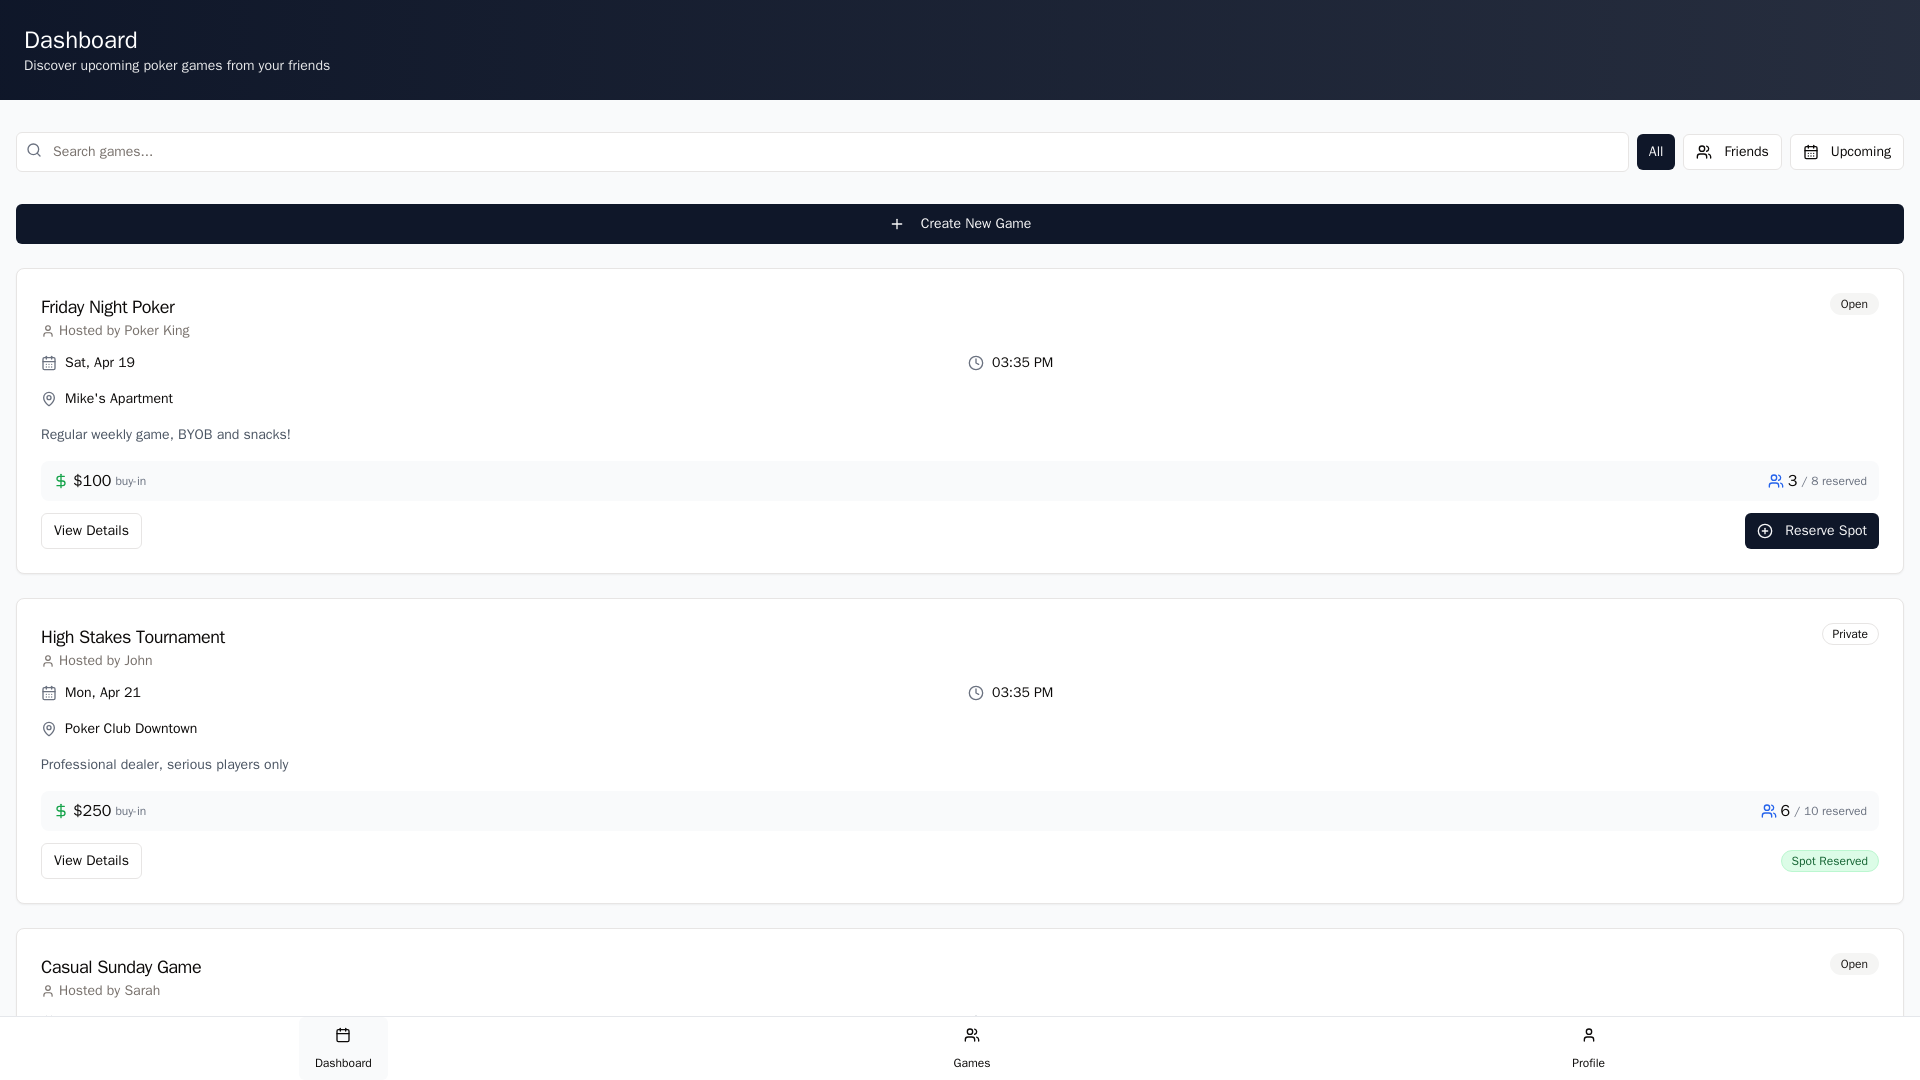 Dashboard
Discover upcoming poker games from your friends
Search games...
All
Friends
Upcoming
Create New Game
Friday Night Poker
Open
Hosted by Poker King
Sat, Apr 19
03:35 PM
Mike's Apartment
Regular weekly game, BYOB and snacks!
$100 buy-in
3 / 8 reserved
View Details
Reserve Spot
High Stakes Tournament
Private
Hosted by John
Mon, Apr 21
03:35 PM
Poker Club Downtown
Professional dealer, serious players only
$250 buy-in
6 / 10 reserved
View Details
Spot Reserved
Casual Sunday Game
Open
Hosted by Sarah
Dashboard
Games
Profile